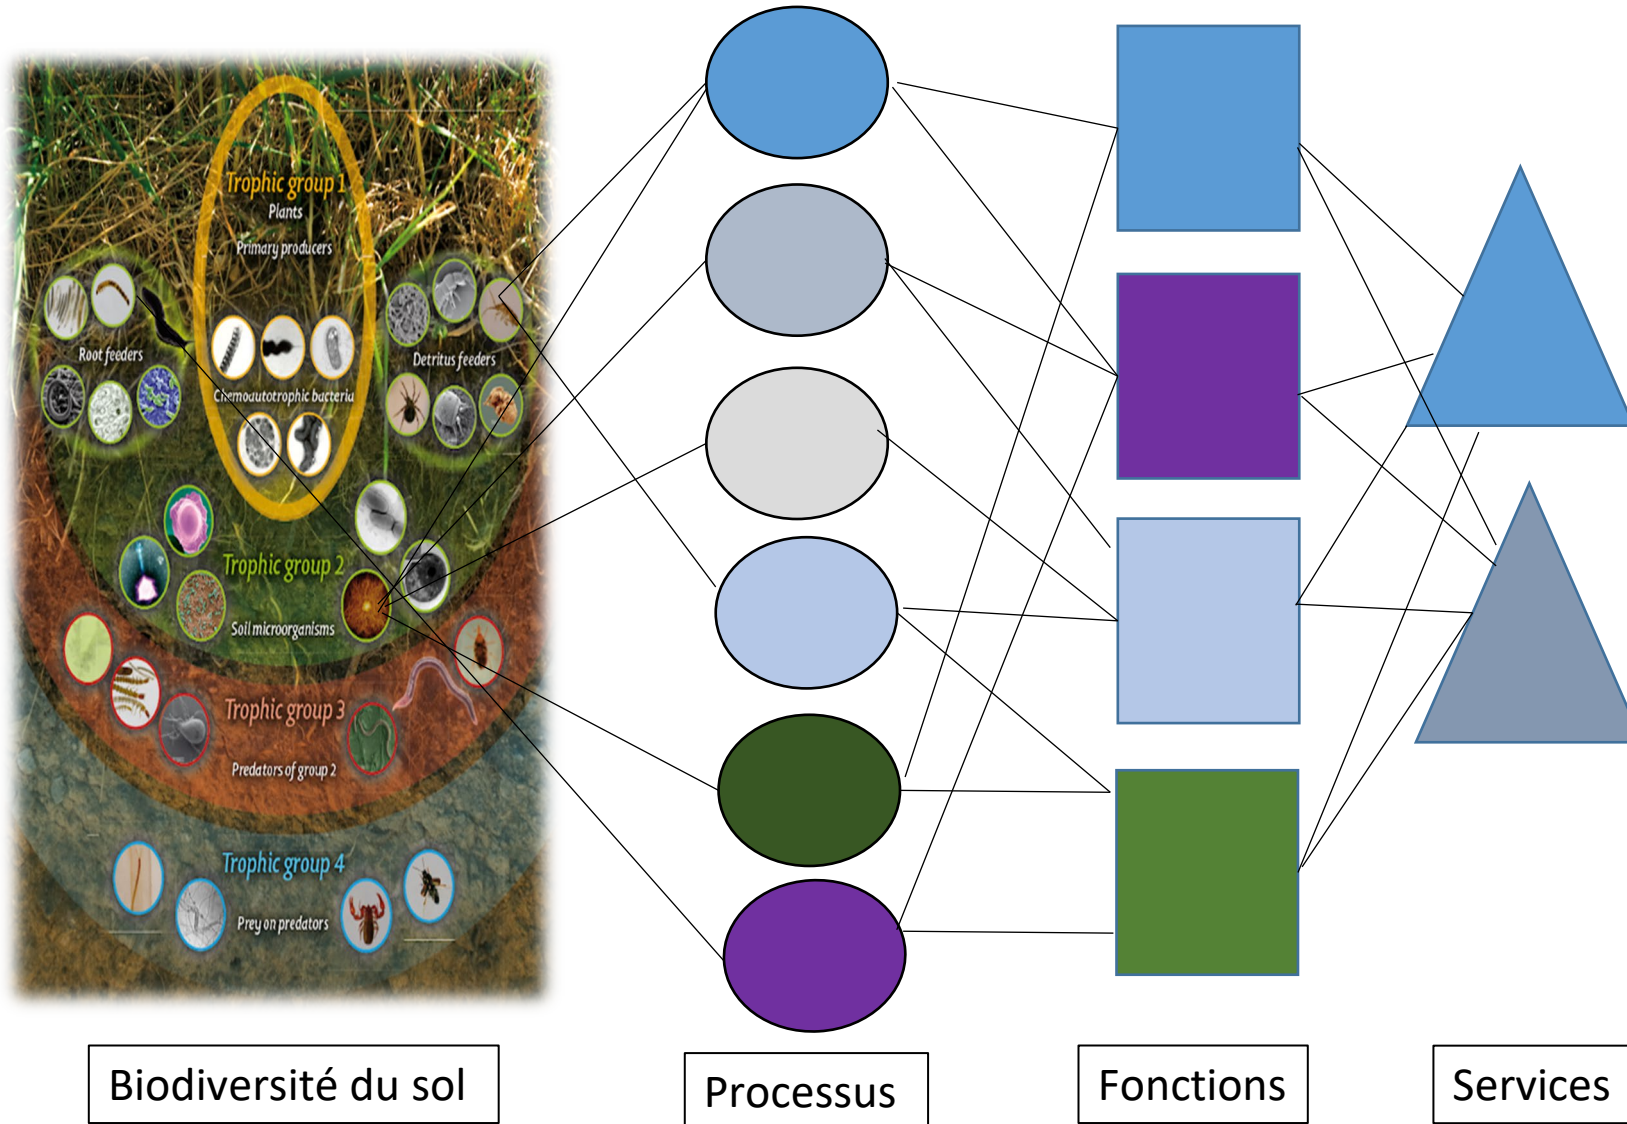 Trophic group 1
Plants
Primary producers
Root feeders
Detritus feeders
Chemoautotrophic bacteria
Trophic group 2
Soil microorganisms
Trophic group 3
Predators of group 2
Trophic group 4
Prey on predators
Biodiversité du sol
Processus
Fonctions
Services